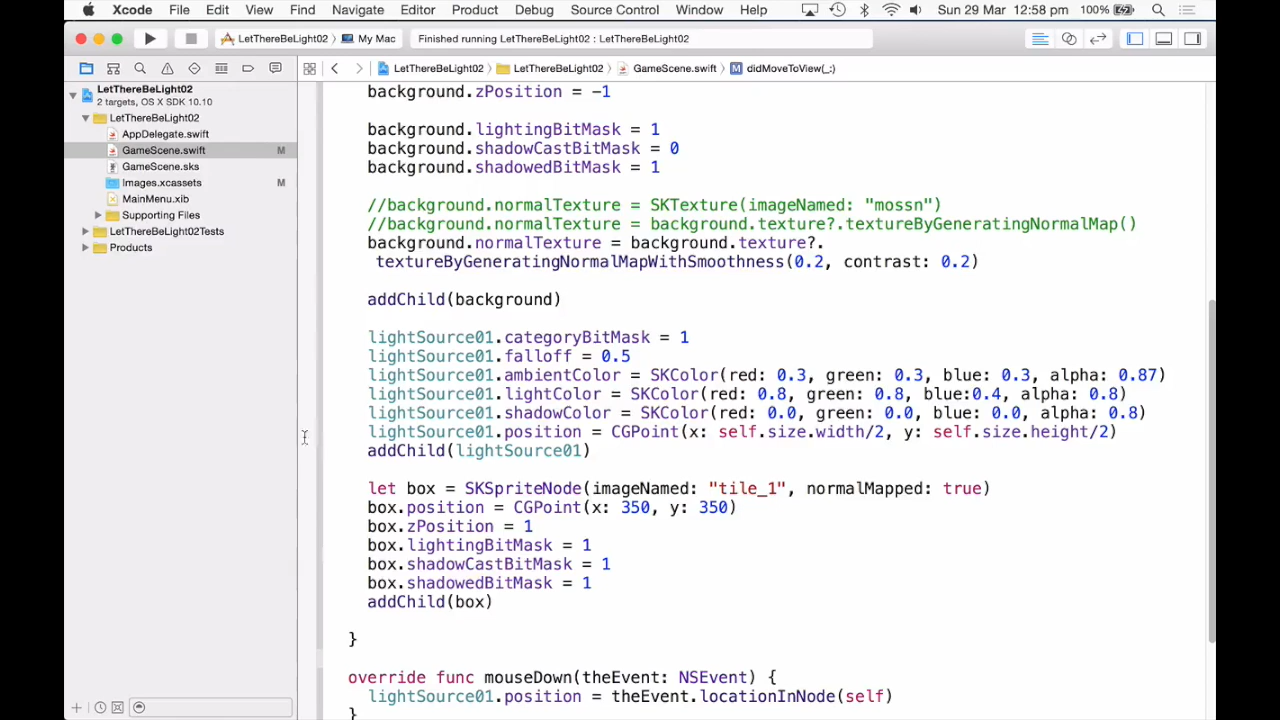 Xcode File Edit View Find Navigate Editor Product Debug Source Control Window Help Sun 29 Mar 12:58 pm 100%
LetThereBeLight02 My Mac Finished running LetThereBeLight02 : LetThereBeLight02
LetThereBeLight02 LetThereBeLight02 GameScene.swift M didMoveToView(_:)
LetThereBeLight02
2 targets, OS X SDK 10.10
LetThereBeLight02
AppDelegate.swift
GameScene.swift M
GameScene.sks
Images.xcassets M
MainMenu.xib
Supporting Files
LetThereBeLight02Tests
Products
background.zPosition = -1
background.lightingBitMask = 1
background.shadowCastBitMask = 0
background.shadowedBitMask = 1
//background.normalTexture = SKTexture(imageNamed: "mossn")
//background.normalTexture = background.texture?.textureByGeneratingNormalMap()
background.normalTexture = background.texture?.
textureByGeneratingNormalMapWithSmoothness(0.2, contrast: 0.2)
addChild(background)
lightSource01.categoryBitMask = 1
lightSource01.falloff = 0.5
lightSource01.ambientColor = SKColor(red: 0.3, green: 0.3, blue: 0.3, alpha: 0.87)
lightSource01.lightColor = SKColor(red: 0.8, green: 0.8, blue:0.4, alpha: 0.8)
lightSource01.shadowColor = SKColor(red: 0.0, green: 0.0, blue: 0.0, alpha: 0.8)
lightSource01.position = CGPoint(x: self.size.width/2, y: self.size.height/2)
addChild(lightSource01)
let box = SKSpriteNode(imageNamed: "tile_1", normalMapped: true)
box.position = CGPoint(x: 350, y: 350)
box.zPosition = 1
box.lightingBitMask = 1
box.shadowCastBitMask = 1
box.shadowedBitMask = 1
addChild(box)
}
override func mouseDown(theEvent: NSEvent) {
lightSource01.position = theEvent.locationInNode(self)
}